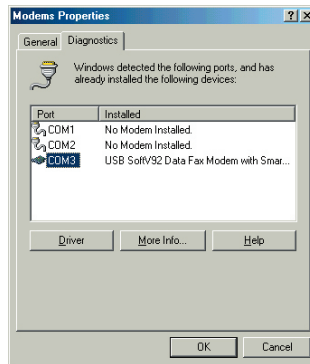 Modems Properties
General Diagnostics
Windows detected the following ports, and has
already installed the following devices:
Port Installed
COM1 No Modem Installed.
COM2 No Modem Installed.
COM3 USB SoftV92 Data Fax Modem with Smar...
Driver More Info... Help
OK Cancel